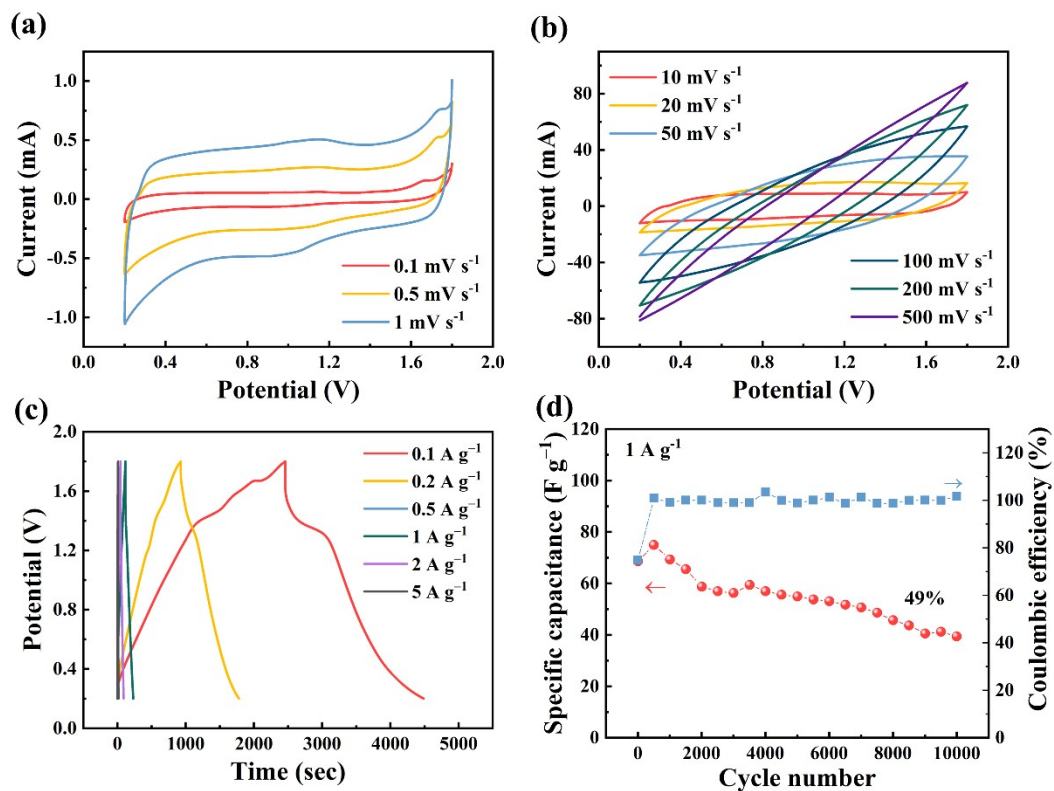 (a)
1.0
0.5
0.0
-0.5
-1.0
Current (mA)
0.1 mV s⁻¹
0.5 mV s⁻¹
1 mV s⁻¹
0.0 0.4 0.8 1.2 1.6 2.0
Potential (V)
(b)
80
40
0
-40
-80
Current (mA)
10 mV s⁻¹
20 mV s⁻¹
50 mV s⁻¹
100 mV s⁻¹
200 mV s⁻¹
500 mV s⁻¹
0.0 0.4 0.8 1.2 1.6 2.0
Potential (V)
(c)
2.0
1.6
1.2
0.8
0.4
0.0
Potential (V)
0.1 A g⁻¹
0.2 A g⁻¹
0.5 A g⁻¹
1 A g⁻¹
2 A g⁻¹
5 A g⁻¹
0 1000 2000 3000 4000 5000
Time (sec)
(d)
120
100
80
60
40
20
0
Specific capacitance (F g⁻¹)
1 A g⁻¹
49%
120
100
80
60
40
20
0
Coulombic efficiency (%)
0 2000 4000 6000 8000 10000
Cycle number